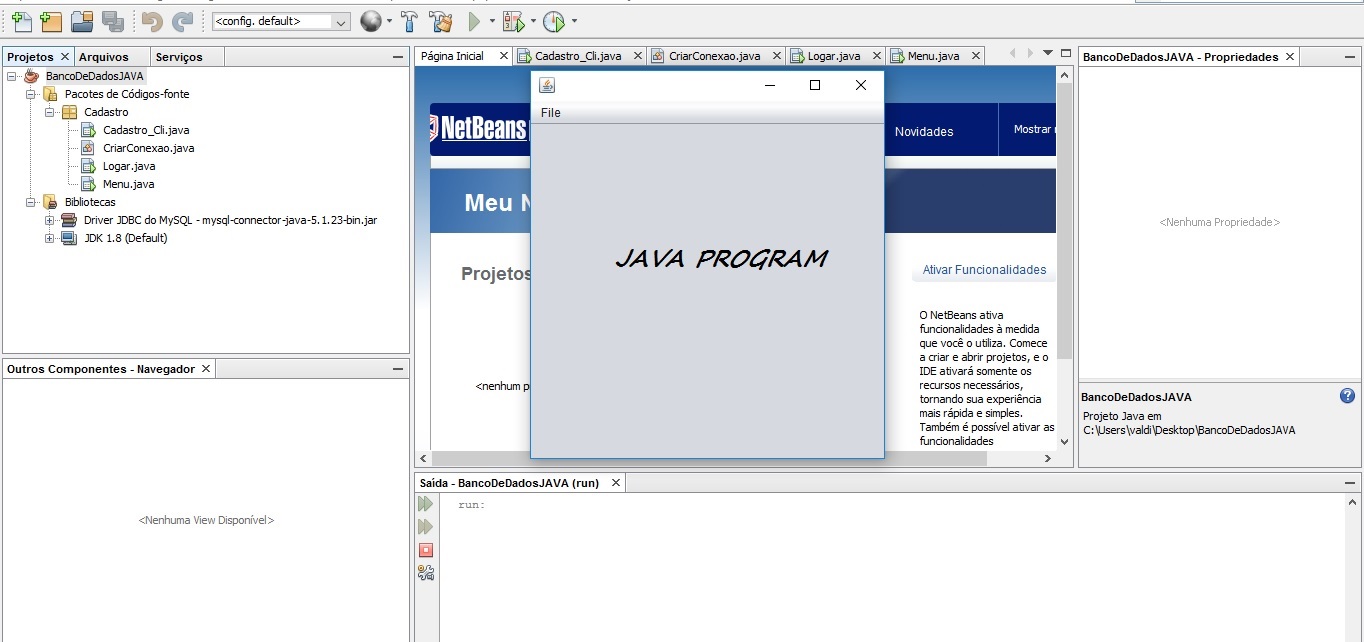 <config. default>
Projetos
Arquivos
Serviços
BancoDeDadosJAVA
Pacotes de Códigos-fonte
Cadastro
Cadastro_Cli.java
CriarConexao.java
Logar.java
Menu.java
Bibliotecas
Driver JDBC do MySQL - mysql-connector-java-5.1.23-bin.jar
JDK 1.8 (Default)
Outros Componentes - Navegador
<Nenhuma View Disponível>
Página Inicial
Cadastro_Cli.java
CriarConexao.java
Logar.java
Menu.java
NetBeans
Novidades
Mostrar
Meu N
Projetos
<nenhum p
File
JAVA PROGRAM
Ativar Funcionalidades
O NetBeans ativa
funcionalidades à medida
que você o utiliza. Comece
a criar e abrir projetos, e o
IDE ativará somente os
recursos necessários,
tornando sua experiência
mais rápida e simples.
Também é possível ativar as
funcionalidades
BancoDeDadosJAVA - Propriedades
<Nenhuma Propriedade>
BancoDeDadosJAVA
Projeto Java em
C:\Users\valdi\Desktop\BancoDeDadosJAVA
Saída - BancoDeDadosJAVA (run)
run: